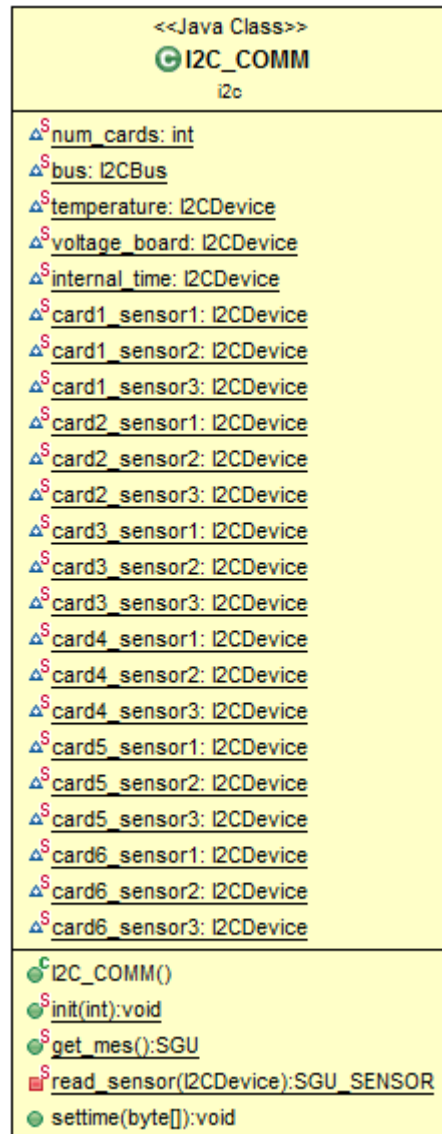 <<Java Class>>
I2C_COMM
i2c
num_cards: int
bus: I2CBus
temperature: I2CDevice
voltage_board: I2CDevice
internal_time: I2CDevice
card1_sensor1: I2CDevice
card1_sensor2: I2CDevice
card1_sensor3: I2CDevice
card2_sensor1: I2CDevice
card2_sensor2: I2CDevice
card2_sensor3: I2CDevice
card3_sensor1: I2CDevice
card3_sensor2: I2CDevice
card3_sensor3: I2CDevice
card4_sensor1: I2CDevice
card4_sensor2: I2CDevice
card4_sensor3: I2CDevice
card5_sensor1: I2CDevice
card5_sensor2: I2CDevice
card5_sensor3: I2CDevice
card6_sensor1: I2CDevice
card6_sensor2: I2CDevice
card6_sensor3: I2CDevice
I2C_COMM()
init(int):void
get_mes():SGU
read_sensor(I2CDevice):SGU_SENSOR
settime(byte[]):void